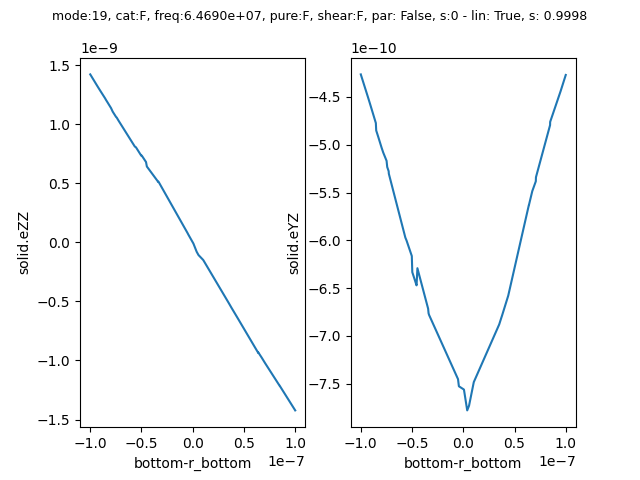 mode:19, cat:F, freq:6.4690e+07, pure:F, shear:F, par: False, s:0 - lin: True, s: 0.9998
1e−9
1.5
1.0
0.5
0.0
−0.5
−1.0
−1.5
solid.eZZ
−1.0 −0.5 0.0 0.5 1.0
bottom-r_bottom 1e−7
1e−10
−4.5
−5.0
−5.5
−6.0
−6.5
−7.0
−7.5
solid.eYZ
−1.0 −0.5 0.0 0.5 1.0
bottom-r_bottom 1e−7